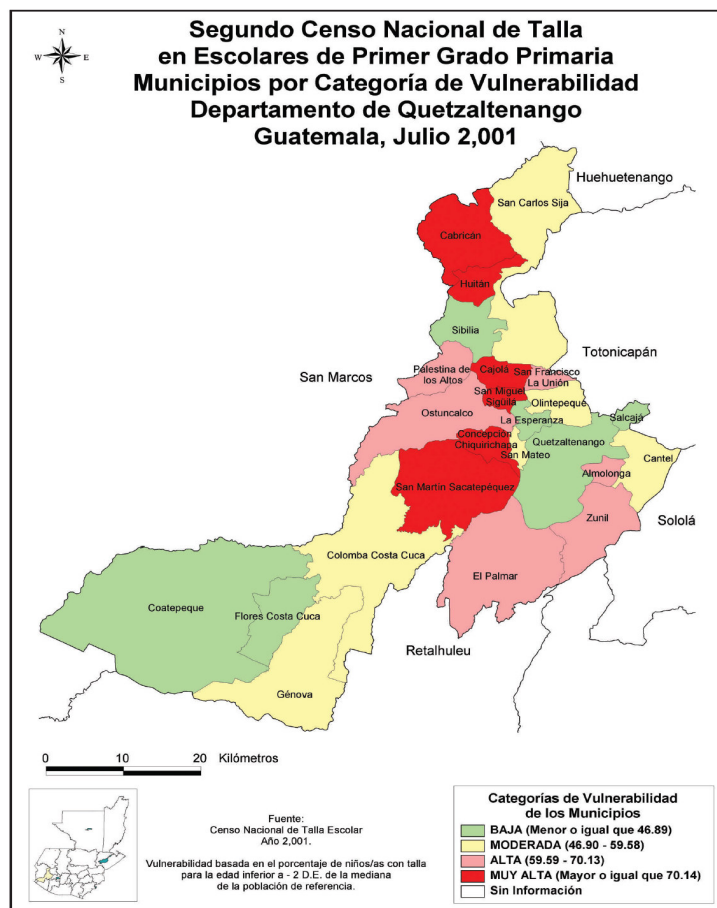 Segundo Censo Nacional de Talla
en Escolares de Primer Grado Primaria
Municipios por Categoría de Vulnerabilidad
Departamento de Quetzaltenango
Guatemala, Julio 2,001
N
W E
S
Huehuetenango
San Carlos Sija
Cabricán
Huitán
Sibilia
Totonicapán
San Marcos
Palestina de
los Altos
Cajolá
San Francisco
La Unión
San Miguel
Sigüilá
Olintepeque
Ostuncalco
La Esperanza
Salcajá
Concepción
Chiquirichapa
Quetzaltenango
San Mateo
Cantel
Almolonga
San Martín Sacatepéquez
Zunil
Sololá
Colomba Costa Cuca
El Palmar
Coatepeque
Flores Costa Cuca
Retalhuleu
Génova
0 10 20 Kilómetros
Fuente:
Censo Nacional de Talla Escolar
Año 2,001.
Vulnerabilidad basada en el porcentaje de niños/as con talla
para la edad inferior a - 2 D.E. de la mediana
de la población de referencia.
Categorías de Vulnerabilidad
de los Municipios
BAJA (Menor o igual que 46.89)
MODERADA (46.90 - 59.58)
ALTA (59.59 - 70.13)
MUY ALTA (Mayor o igual que 70.14)
Sin Información